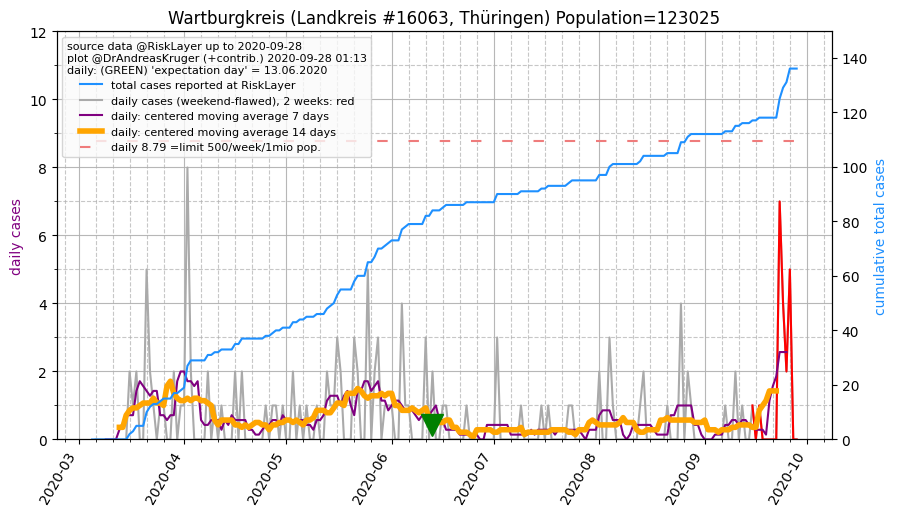 Wartburgkreis (Landkreis #16063, Thüringen) Population=123025
source data @RiskLayer up to 2020-09-28
plot @DrAndreasKruger (+contrib.) 2020-09-28 01:13
daily: (GREEN) 'expectation day' = 13.06.2020
total cases reported at RiskLayer
daily cases (weekend-flawed), 2 weeks: red
daily: centered moving average 7 days
daily: centered moving average 14 days
daily 8.79 =limit 500/week/1mio pop.
daily cases
12
10
8
6
4
2
0
cumulative total cases
140
120
100
80
60
40
20
0
2020-03
2020-04
2020-05
2020-06
2020-07
2020-08
2020-09
2020-10